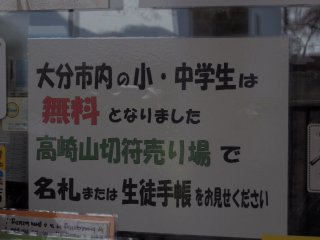 大分市内の小・中学生は
無料となりました
高崎山切符売り場で
名札または生徒手帳をお見せください